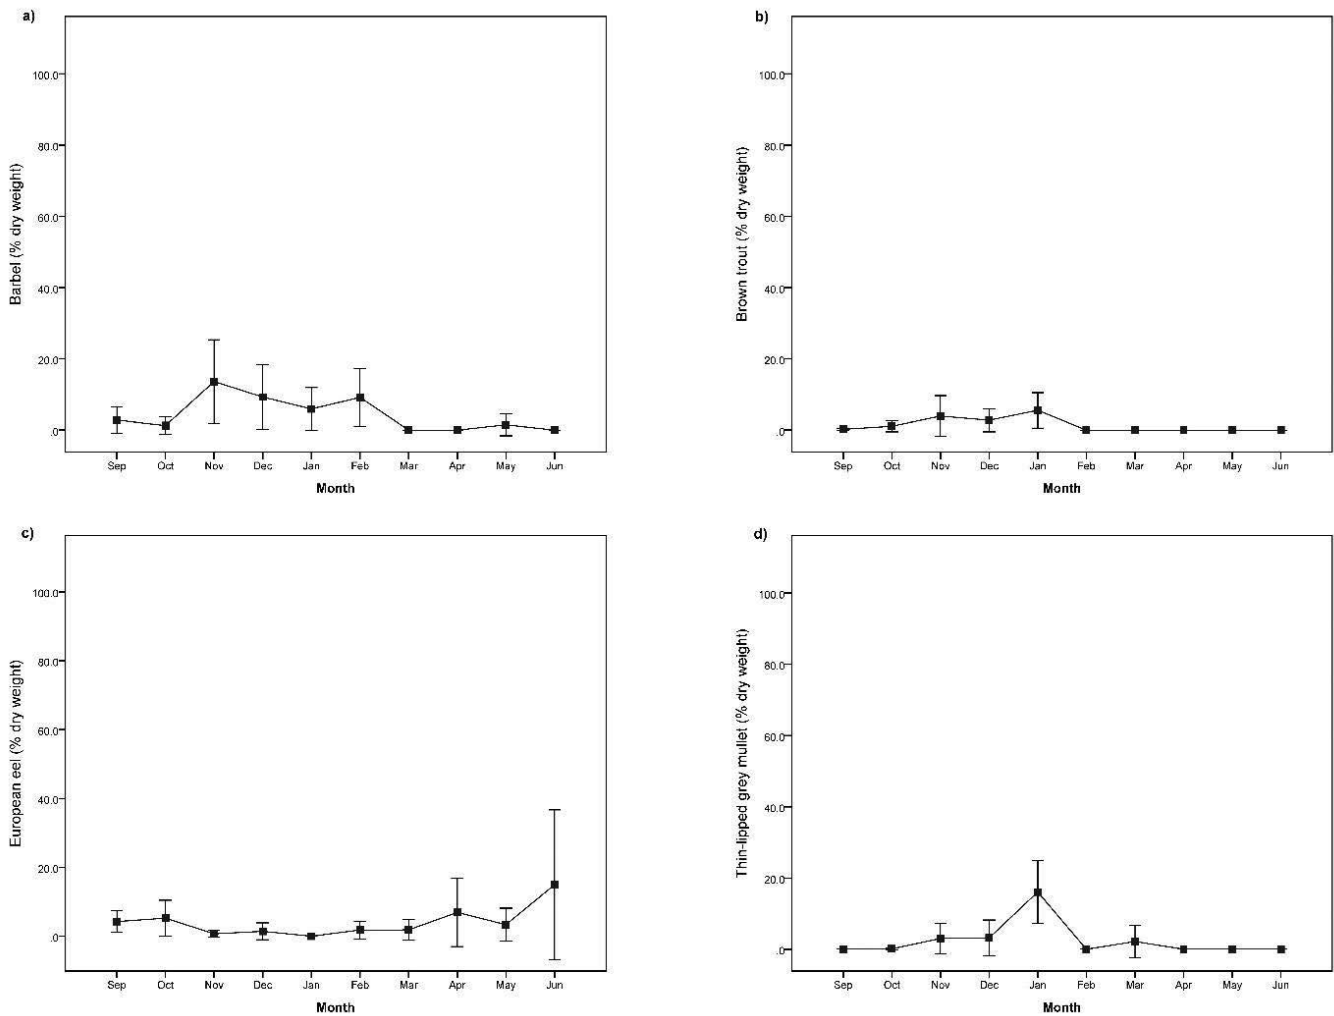 a)
100.0
80.0
60.0
40.0
20.0
.0
Barbel (% dry weight)
Sep Oct Nov Dec Jan Feb Mar Apr May Jun
Month
b)
100.0
80.0
60.0
40.0
20.0
.0
Brown trout (% dry weight)
Sep Oct Nov Dec Jan Feb Mar Apr May Jun
Month
c)
100.0
80.0
60.0
40.0
20.0
.0
European eel (% dry weight)
Sep Oct Nov Dec Jan Feb Mar Apr May Jun
Month
d)
100.0
80.0
60.0
40.0
20.0
.0
Thin-lipped grey mullet (% dry weight)
Sep Oct Nov Dec Jan Feb Mar Apr May Jun
Month